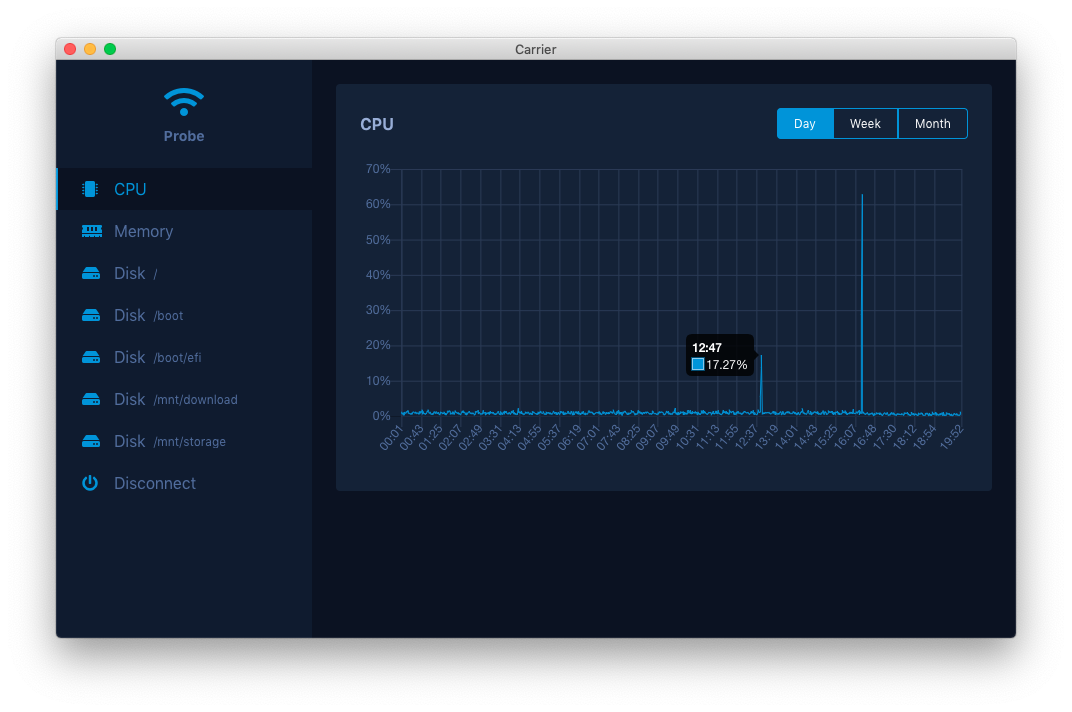 Carrier
Probe
CPU
Memory
Disk /
Disk /boot
Disk /boot/efi
Disk /mnt/download
Disk /mnt/storage
Disconnect
CPU
Day Week Month
70%
60%
50%
40%
30%
20%
10%
0%
12:47
17.27%
00:01 00:43 01:25 02:07 02:49 03:31 04:13 04:55 05:37 06:19 07:01 07:43 08:25 09:07 09:49 10:31 11:13 11:55 12:37 13:19 14:01 14:43 15:25 16:07 16:48 17:30 18:12 18:54 19:52